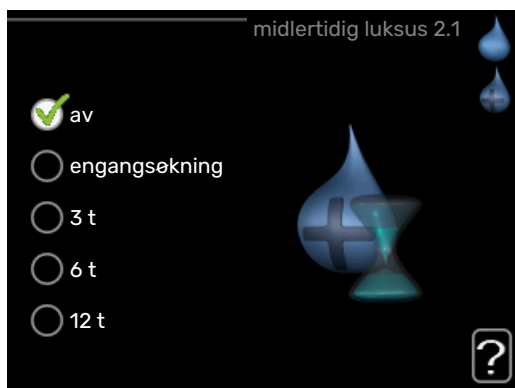 midlertidig luksus 2.1
av
engangsøkning
3 t
6 t
12 t
?